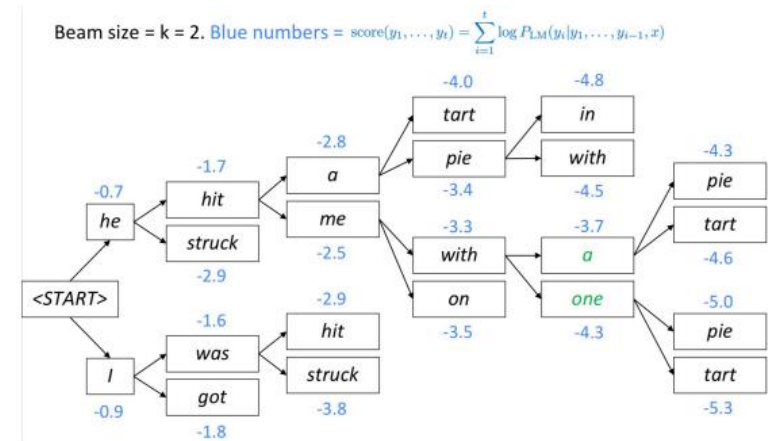 Beam size = k = 2. Blue numbers = score(y₁, . . . , yₜ) = ∑ᵢ₌₁ᵗ log P_LM(yᵢ|y₁, . . . , yᵢ₋₁, x)
-4.0
tart
-4.8
in
-2.8
a
pie
-3.4
with
-4.5
-4.3
pie
-1.7
hit
-0.7
he
me
-2.5
-3.3
with
-3.7
a
tart
-4.6
struck
-2.9
<START>
-2.9
hit
on
-3.5
one
-4.3
-5.0
pie
-1.6
was
I
-0.9
struck
-3.8
tart
-5.3
got
-1.8